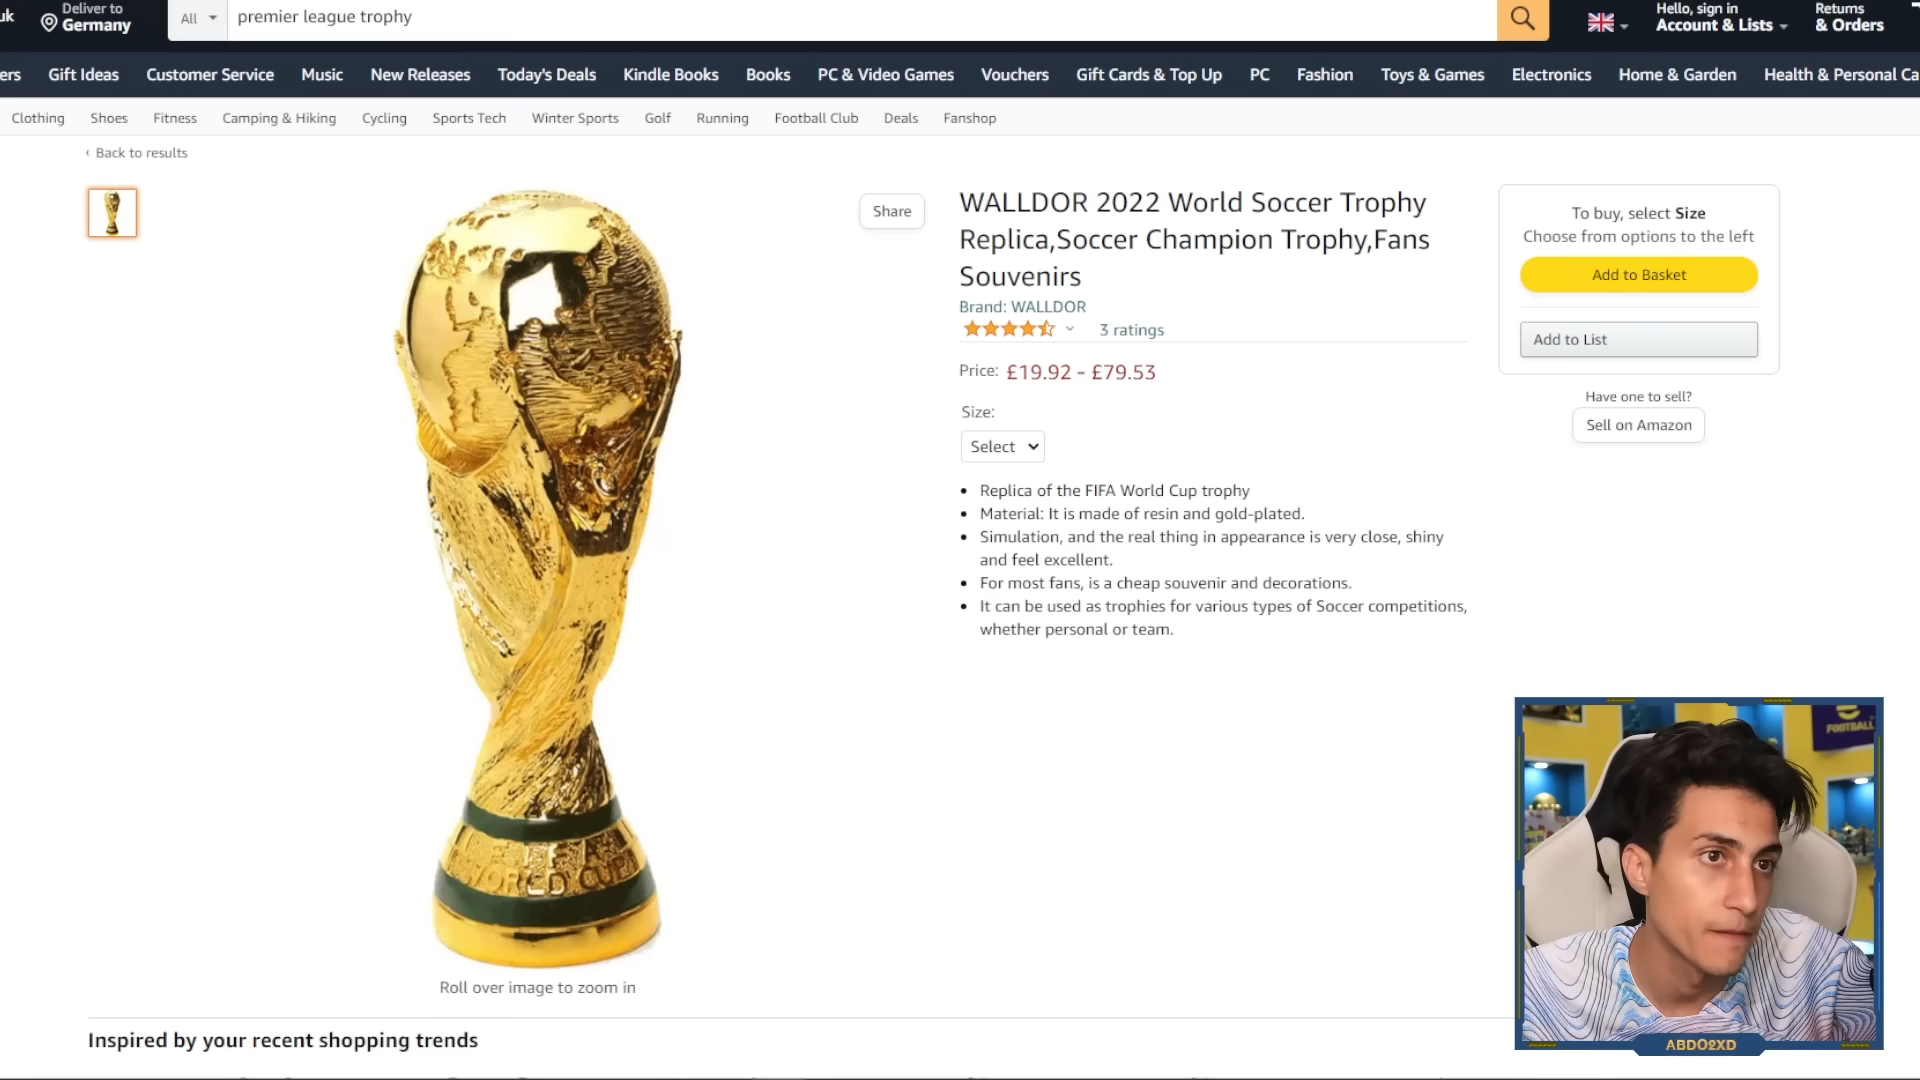 uk
Deliver to
Germany
All
premier league trophy
Hello, sign in
Account & Lists
Returns
& Orders
ers
Gift Ideas
Customer Service
Music
New Releases
Today's Deals
Kindle Books
Books
PC & Video Games
Vouchers
Gift Cards & Top Up
PC
Fashion
Toys & Games
Electronics
Home & Garden
Health & Personal Ca
Clothing
Shoes
Fitness
Camping & Hiking
Cycling
Sports Tech
Winter Sports
Golf
Running
Football Club
Deals
Fanshop
‹ Back to results
Share
WALLDOR 2022 World Soccer Trophy
Replica,Soccer Champion Trophy,Fans
Souvenirs
Brand: WALLDOR
3 ratings
Price: £19.92 - £79.53
Size:
Select
• Replica of the FIFA World Cup trophy
• Material: It is made of resin and gold-plated.
• Simulation, and the real thing in appearance is very close, shiny
and feel excellent.
• For most fans, is a cheap souvenir and decorations.
• It can be used as trophies for various types of Soccer competitions,
whether personal or team.
To buy, select Size
Choose from options to the left
Add to Basket
Add to List
Have one to sell?
Sell on Amazon
WORLD CUP
Roll over image to zoom in
Inspired by your recent shopping trends
FOOTBALL
ABDO2XD